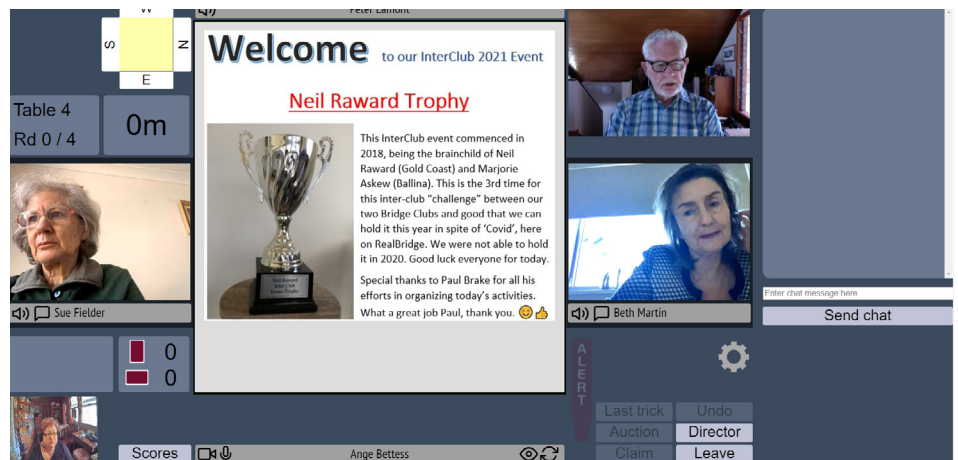 W
S
N
E
Table 4
Rd 0 / 4
0m
Peter Lamont
Welcome to our InterClub 2021 Event
Neil Raward Trophy
This InterClub event commenced in
2018, being the brainchild of Neil
Raward (Gold Coast) and Marjorie
Askew (Ballina). This is the 3rd time for
this inter-club “challenge” between our
two Bridge Clubs and good that we can
hold it this year in spite of ‘Covid’, here
on RealBridge. We were not able to hold
it in 2020. Good luck everyone for today.
Special thanks to Paul Brake for all his
efforts in organizing today’s activities.
What a great job Paul, thank you. 😊👍
Neil Raward
Inter Club
Teams Trophy
Sue Fielder
Beth Martin
Enter chat message here
Send chat
0
0
ALERT
Last trick
Undo
Auction
Director
Claim
Leave
Scores
Ange Bettess